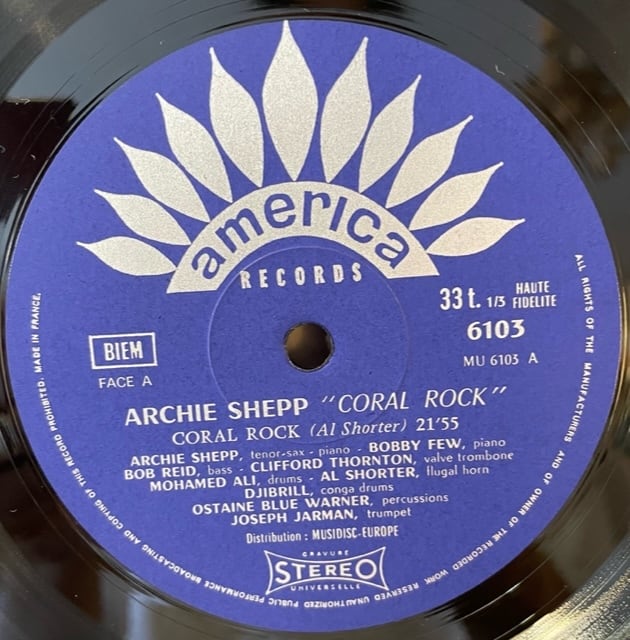 america
RECORDS
33 t. 1/3 HAUTE FIDELITE
6103
MU 6103 A
BIEM
FACE A
ARCHIE SHEPP "CORAL ROCK"
CORAL ROCK (Al Shorter) 21'55
ARCHIE SHEPP, tenor-sax - piano - BOBBY FEW, piano
BOB REID, bass - CLIFFORD THORNTON, valve trombone
MOHAMED ALI, drums - AL SHORTER, flugal horn
DJIBRILL, conga drums
OSTAINE BLUE WARNER, percussions
JOSEPH JARMAN, trumpet
Distribution : MUSIDISC-EUROPE
GRAVURE
STEREO
UNIVERSELLE
ALL RIGHTS OF THE MANUFACTURERS AND OF OWNER OF THE RECORDED WORK RESERVED UNAUTHORIZED PUBLIC PERFORMANCE BROADCASTING AND COPYING OF THIS RECORD PROHIBITED. MADE IN FRANCE.